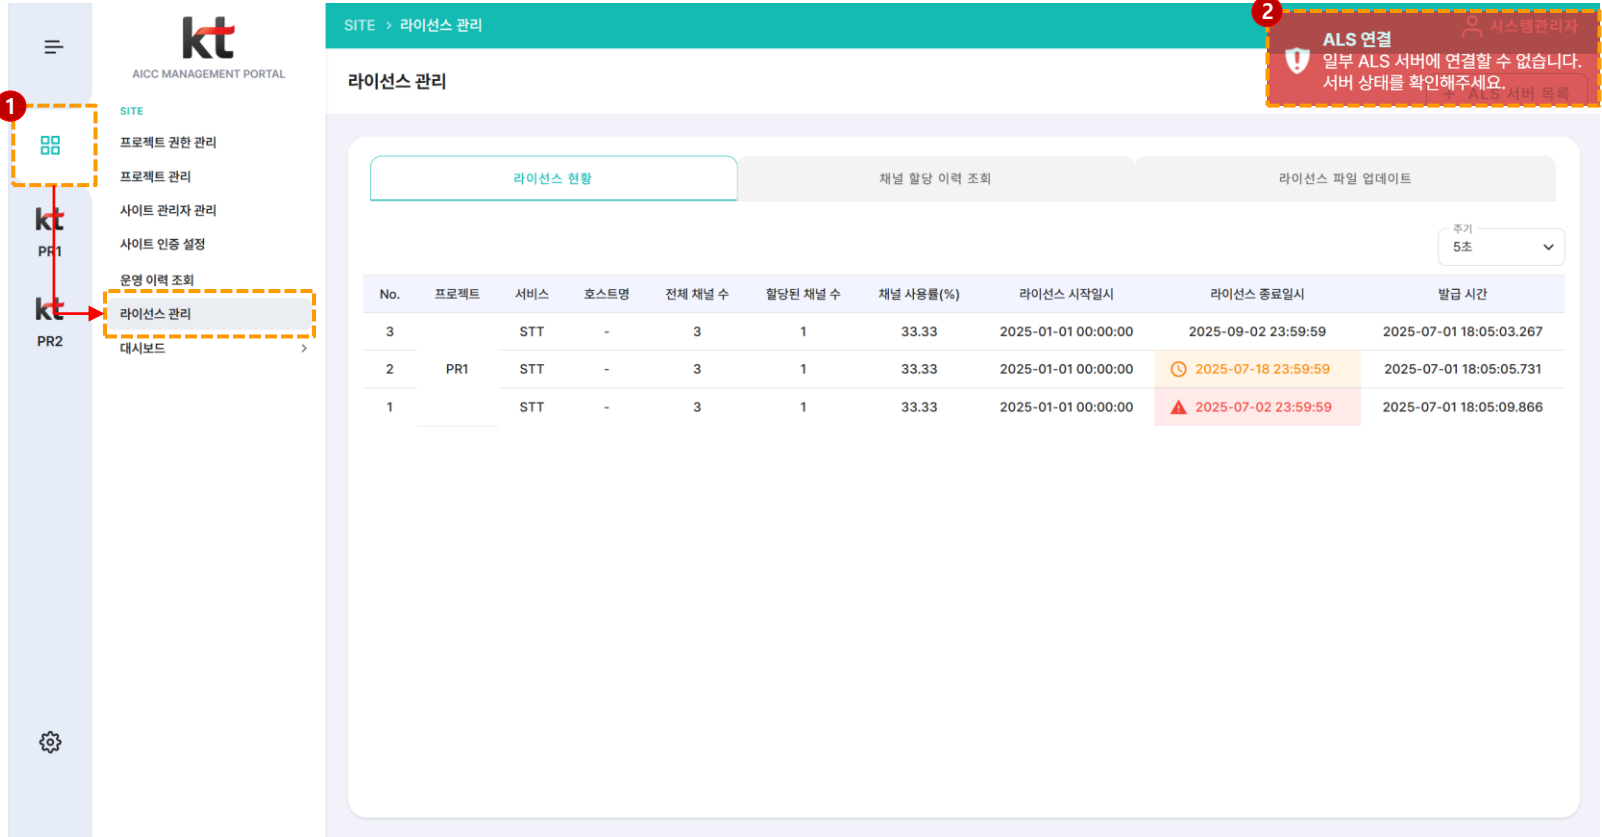 kt
AICC MANAGEMENT PORTAL
SITE > 라이선스 관리
2
시스템관리자
ALS 연결
일부 ALS 서버에 연결할 수 없습니다.
서버 상태를 확인해주세요.
+ ALS 서버 목록
라이선스 관리
1
SITE
프로젝트 권한 관리
프로젝트 관리
사이트 관리자 관리
사이트 인증 설정
운영 이력 조회
라이선스 관리
대시보드
kt
PR1
kt
PR2
라이선스 현황
채널 할당 이력 조회
라이선스 파일 업데이트
주기
5초
No. 프로젝트 서비스 호스트명 전체 채널 수 할당된 채널 수 채널 사용률(%) 라이선스 시작일시 라이선스 종료일시 발급 시간
3 STT - 3 1 33.33 2025-01-01 00:00:00 2025-09-02 23:59:59 2025-07-01 18:05:03.267
2 PR1 STT - 3 1 33.33 2025-01-01 00:00:00 2025-07-18 23:59:59 2025-07-01 18:05:05.731
1 STT - 3 1 33.33 2025-01-01 00:00:00 2025-07-02 23:59:59 2025-07-01 18:05:09.866